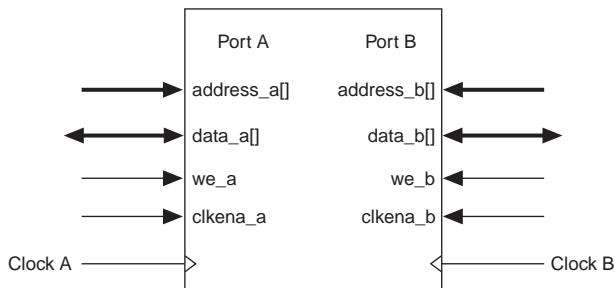 Port A Port B
address_a[] address_b[]
data_a[] data_b[]
we_a we_b
clkena_a clkena_b
Clock A Clock B